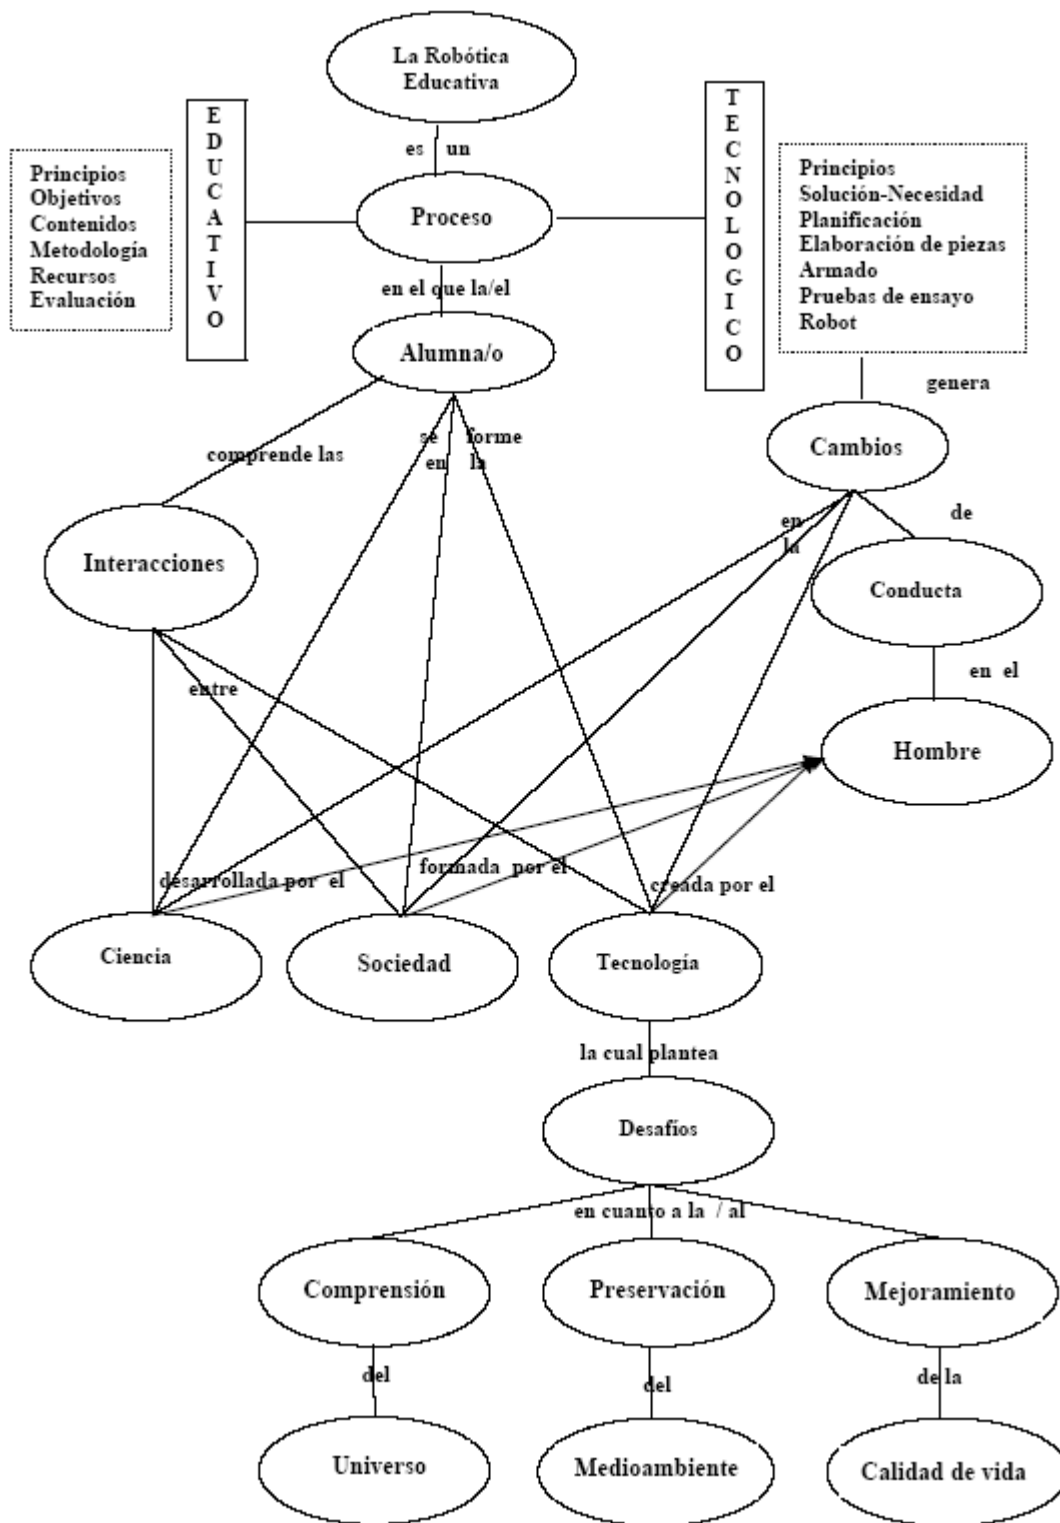 La Robótica
Educativa
es un
EDUCATIVO
TECNOLOGICO
Principios
Objetivos
Contenidos
Metodología
Recursos
Evaluación
Proceso
Principios
Solución-Necesidad
Planificación
Elaboración de piezas
Armado
Pruebas de ensayo
Robot
en el que la/el
Alumna/o
genera
Cambios
comprende las
se forme
en la
Interacciones
en
la
de
Conducta
entre
en el
Hombre
desarrollada por el
formada por el
creada por el
Ciencia
Sociedad
Tecnología
la cual plantea
Desafíos
en cuanto a la / al
Comprensión
Preservación
Mejoramiento
del
del
de la
Universo
Medioambiente
Calidad de vida